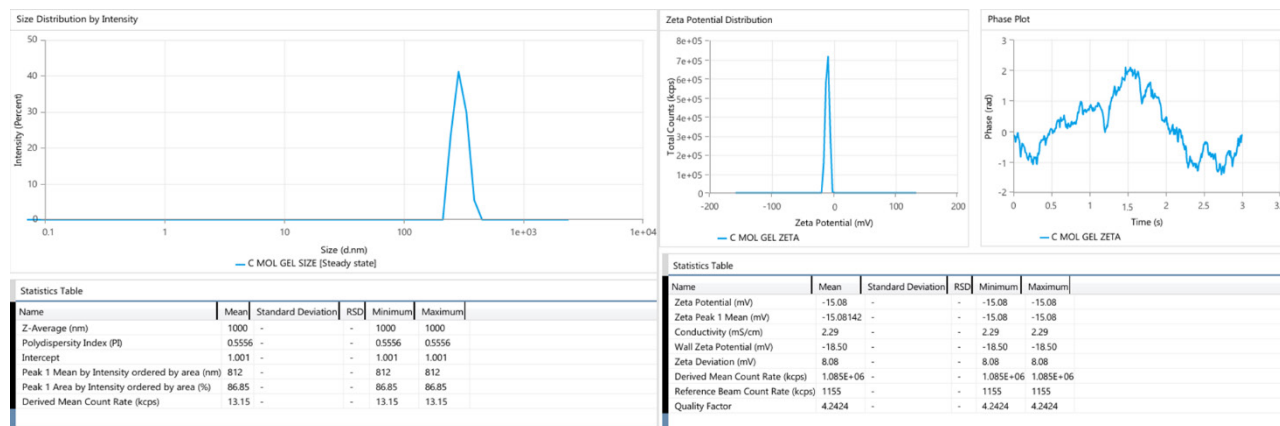 Size Distribution by Intensity
50
40
30
20
10
0
Intensity (Percent)
0.1
1
10
100
1e+03
1e+04
Size (d.nm)
C MOL GEL SIZE [Steady state]
Statistics Table
Name Mean Standard Deviation RSD Minimum Maximum
Z-Average (nm) 1000 - - 1000 1000
Polydispersity Index (PI) 0.5556 - - 0.5556 0.5556
Intercept 1.001 - - 1.001 1.001
Peak 1 Mean by Intensity ordered by area (nm) 812 - - 812 812
Peak 1 Area by Intensity ordered by area (%) 86.85 - - 86.85 86.85
Derived Mean Count Rate (kcps) 13.15 - - 13.15 13.15
Zeta Potential Distribution
8e+05
7e+05
6e+05
5e+05
4e+05
3e+05
2e+05
1e+05
0
Total Counts (kcps)
-200
-100
0
100
200
Zeta Potential (mV)
C MOL GEL ZETA
Phase Plot
3
2
1
0
-1
-2
Phase (rad)
0
0.5
1
1.5
2
2.5
3
3.5
Time (s)
C MOL GEL ZETA
Statistics Table
Name Mean Standard Deviation RSD Minimum Maximum
Zeta Potential (mV) -15.08 - - -15.08 -15.08
Zeta Peak 1 Mean (mV) -15.08142 - - -15.08 -15.08
Conductivity (mS/cm) 2.29 - - 2.29 2.29
Wall Zeta Potential (mV) -18.50 - - -18.50 -18.50
Zeta Deviation (mV) 8.08 - - 8.08 8.08
Derived Mean Count Rate (kcps) 1.085E+06 - - 1.085E+06 1.085E+06
Reference Beam Count Rate (kcps) 1155 - - 1155 1155
Quality Factor 4.2424 - - 4.2424 4.2424